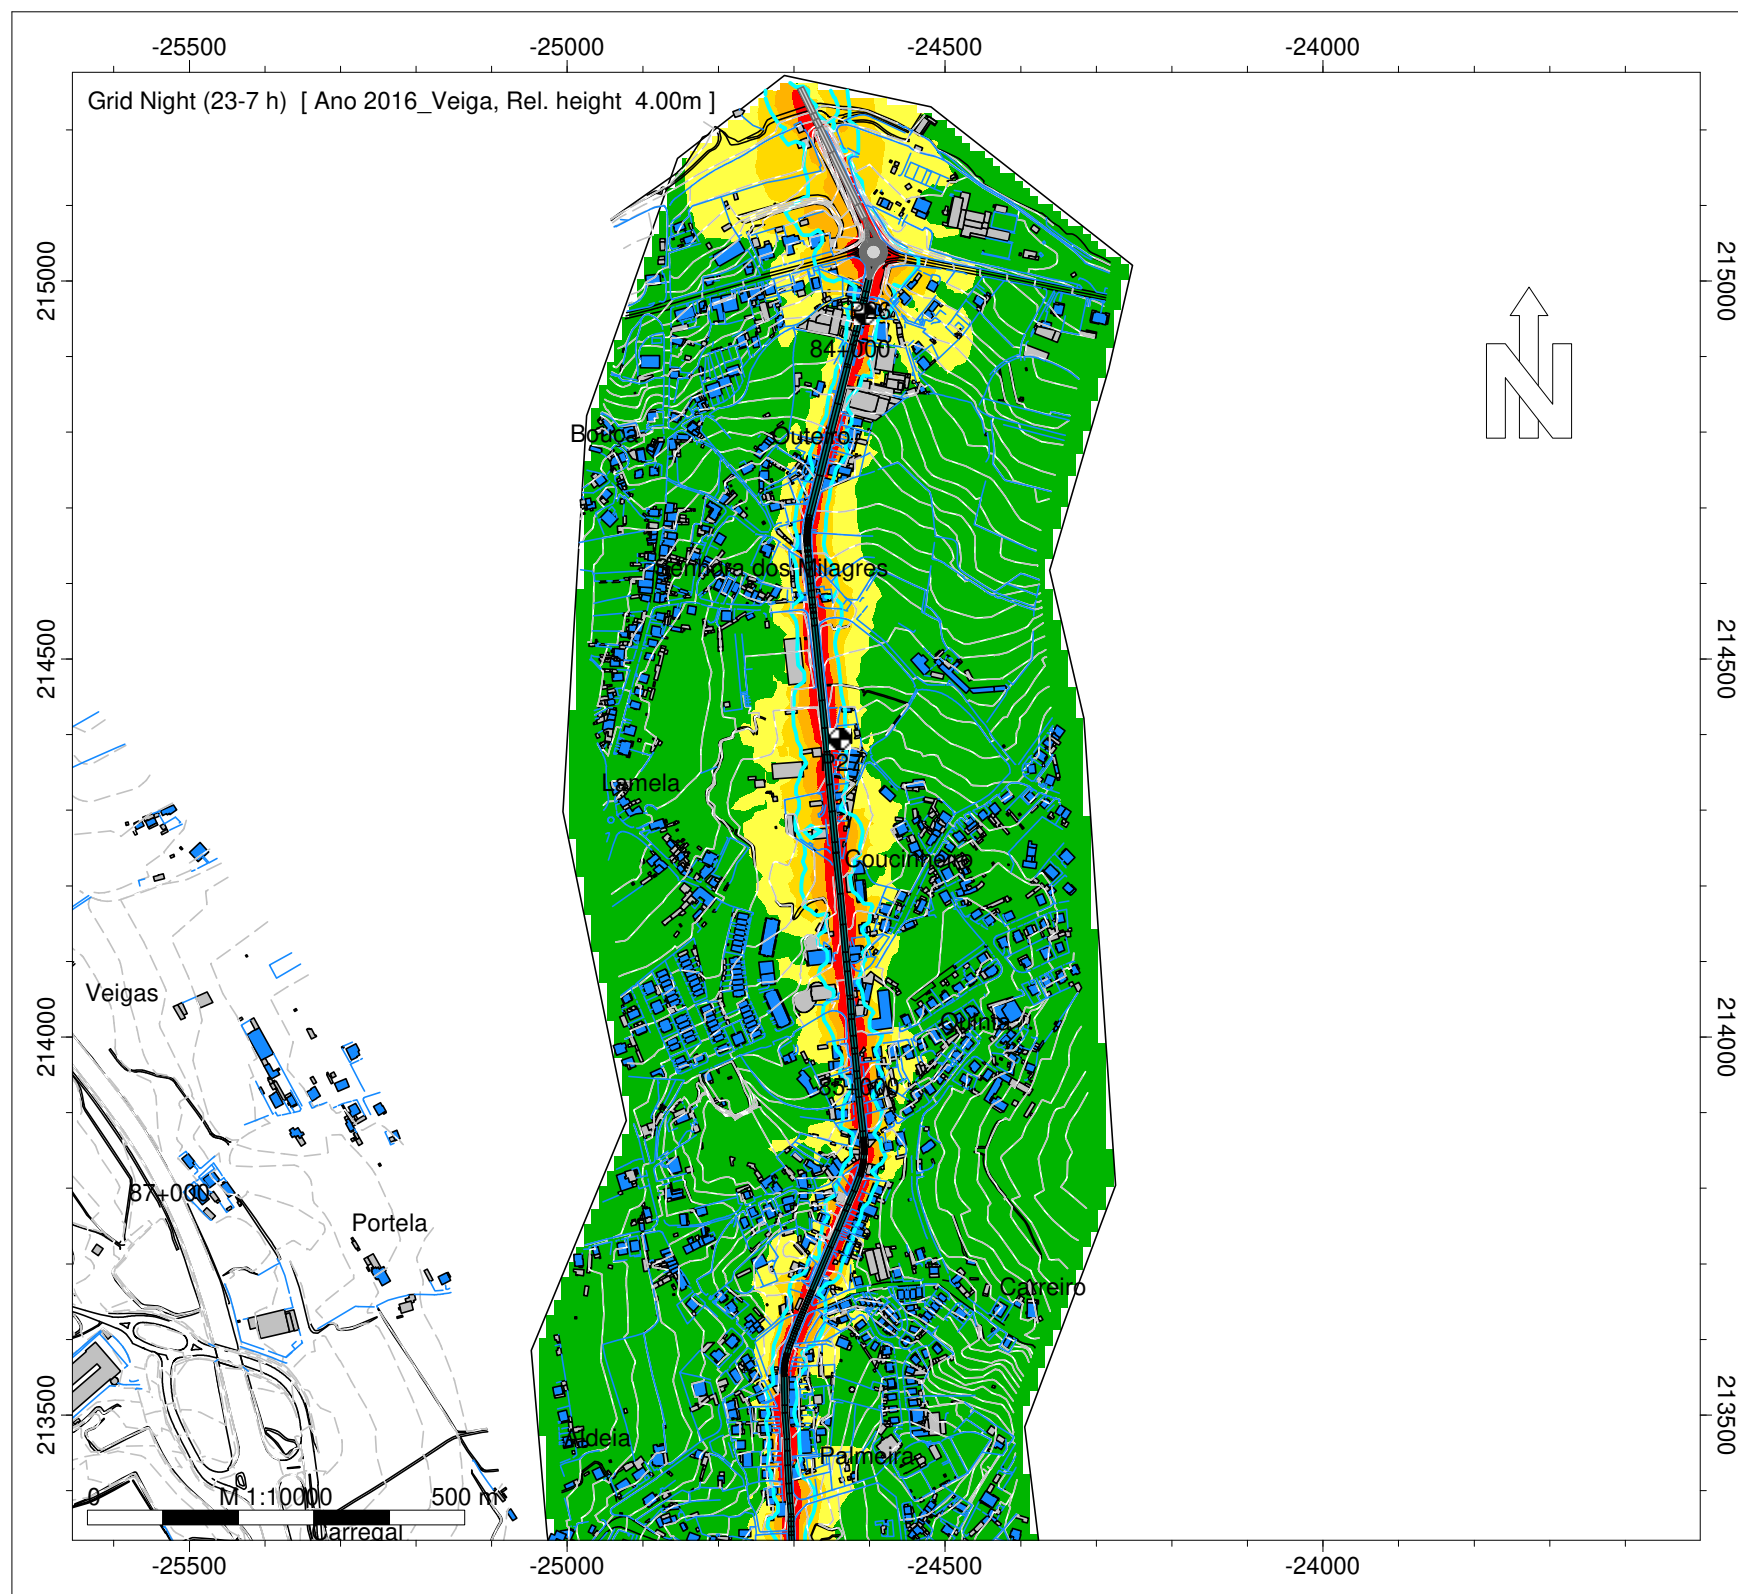 -25500 -25000 -24500 -24000
Grid Night (23-7 h) [ Ano 2016_Veiga, Rel. height 4.00m ]
215000
215000
84+000
Bouça
Outeiro
Senhora dos Milagres
214500
214500
P27
Lamela
Coucinheiro
Veigas
Quinta
214000
214000
85+000
87+000
Portela
Carreiro
213500
213500
Aldeia
Palmeira
0 M 1:10000 500 m
Carregal
-25500 -25000 -24500 -24000
N